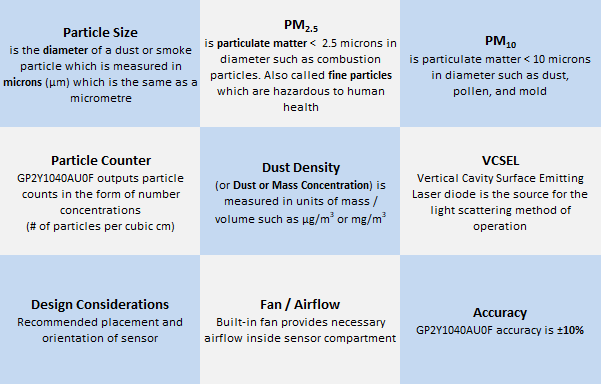 Particle Size
is the diameter of a dust or smoke
particle which is measured in
microns (µm) which is the same as a
micrometre
PM2.5
is particulate matter < 2.5 microns in
diameter such as combustion
particles. Also called fine particles
which are hazardous to human
health
PM10
is particulate matter < 10 microns
in diameter such as dust,
pollen, and mold
Particle Counter
GP2Y1040AU0F outputs particle
counts in the form of number
concentrations
(# of particles per cubic cm)
Dust Density
(or Dust or Mass Concentration) is
measured in units of mass /
volume such as µg/m³ or mg/m³
VCSEL
Vertical Cavity Surface Emitting
Laser diode is the source for the
light scattering method of
operation
Design Considerations
Recommended placement and
orientation of sensor
Fan / Airflow
Built-in fan provides necessary
airflow inside sensor compartment
Accuracy
GP2Y1040AU0F accuracy is ±10%